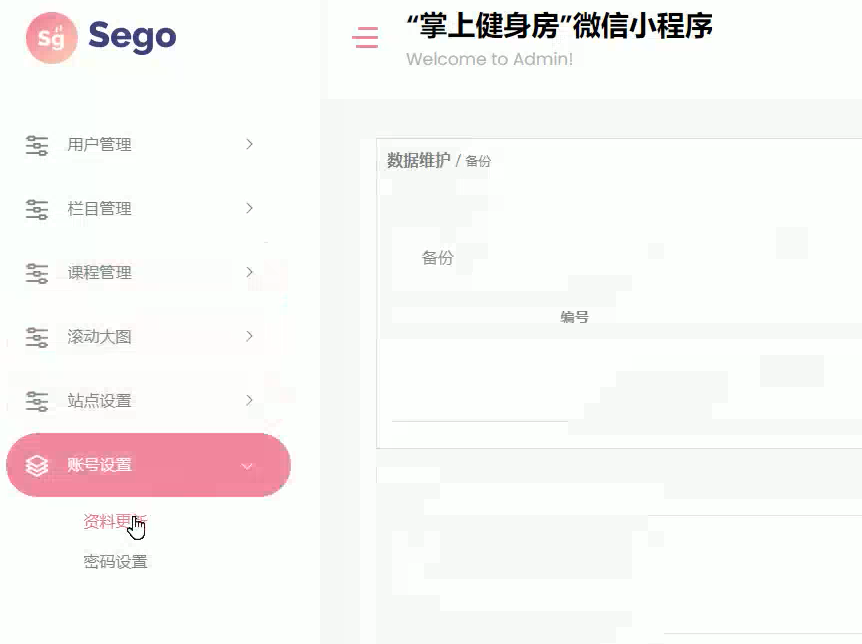 Sg Sego
“掌上健身房”微信小程序
Welcome to Admin!
用户管理
栏目管理
课程管理
滚动大图
站点设置
账号设置
资料更新
密码设置
数据维护 / 备份
备份
编号